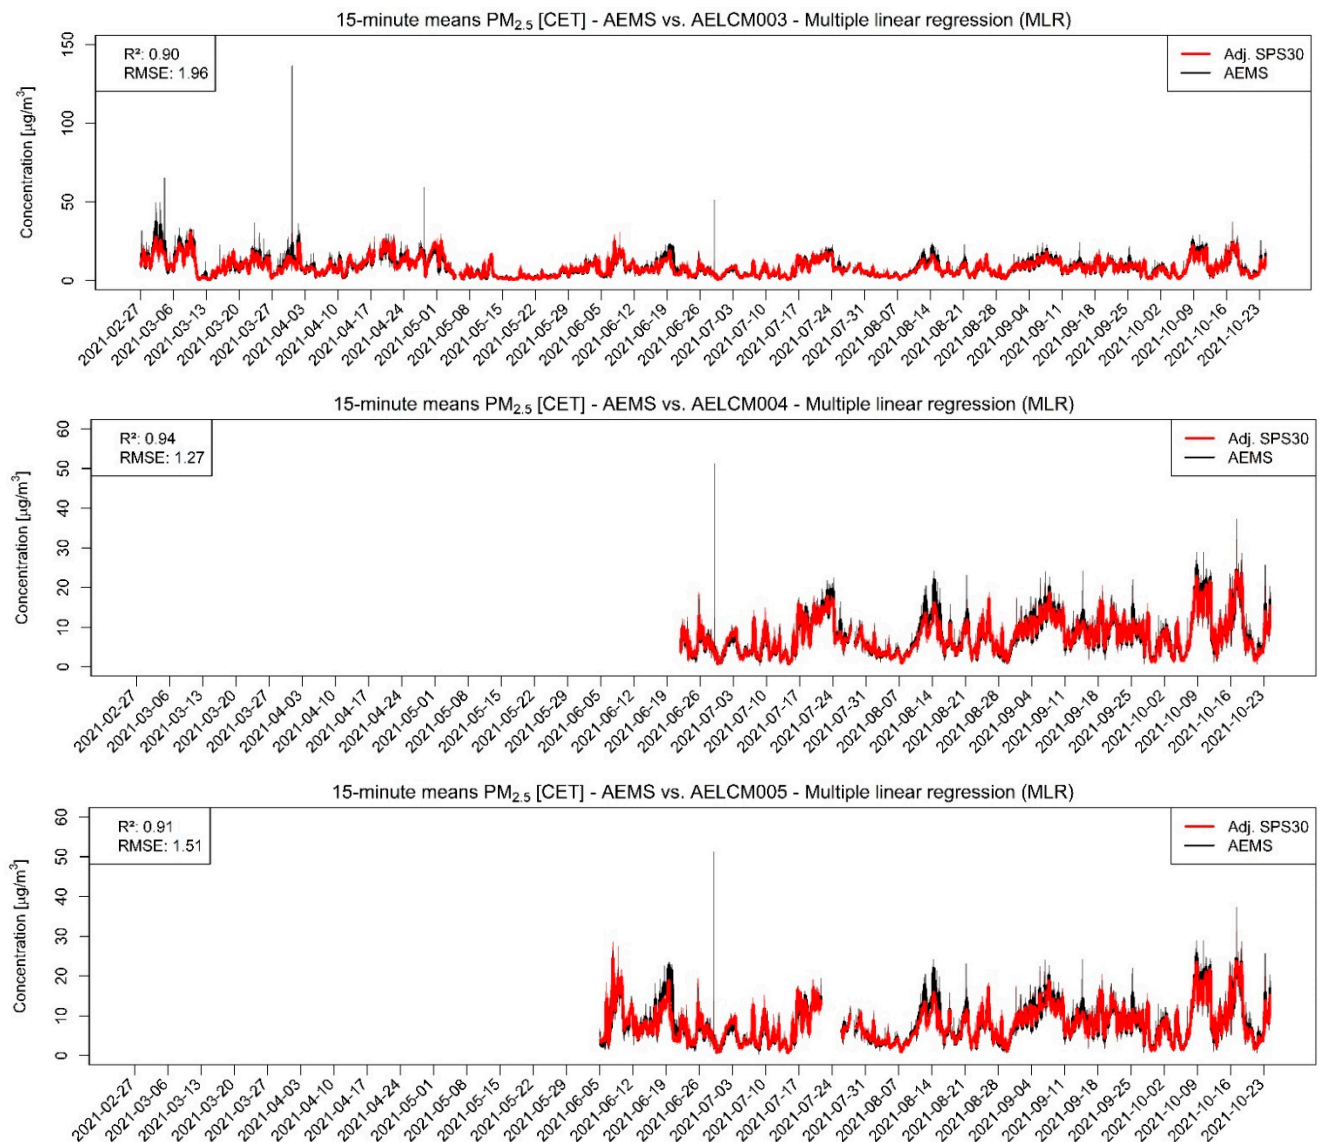 15-minute means PM2.5 [CET] - AEMS vs. AELCM003 - Multiple linear regression (MLR)
R²: 0.90
RMSE: 1.96
Adj. SPS30
AEMS
Concentration [µg/m³]
150
100
50
0
2021-02-27 2021-03-06 2021-03-13 2021-03-20 2021-03-27 2021-04-03 2021-04-10 2021-04-17 2021-04-24 2021-05-01 2021-05-08 2021-05-15 2021-05-22 2021-05-29 2021-06-05 2021-06-12 2021-06-19 2021-06-26 2021-07-03 2021-07-10 2021-07-17 2021-07-24 2021-07-31 2021-08-07 2021-08-14 2021-08-21 2021-08-28 2021-09-04 2021-09-11 2021-09-18 2021-09-25 2021-10-02 2021-10-09 2021-10-16 2021-10-23
15-minute means PM2.5 [CET] - AEMS vs. AELCM004 - Multiple linear regression (MLR)
R²: 0.94
RMSE: 1.27
Adj. SPS30
AEMS
Concentration [µg/m³]
60
50
40
30
20
10
0
2021-02-27 2021-03-06 2021-03-13 2021-03-20 2021-03-27 2021-04-03 2021-04-10 2021-04-17 2021-04-24 2021-05-01 2021-05-08 2021-05-15 2021-05-22 2021-05-29 2021-06-05 2021-06-12 2021-06-19 2021-06-26 2021-07-03 2021-07-10 2021-07-17 2021-07-24 2021-07-31 2021-08-07 2021-08-14 2021-08-21 2021-08-28 2021-09-04 2021-09-11 2021-09-18 2021-09-25 2021-10-02 2021-10-09 2021-10-16 2021-10-23
15-minute means PM2.5 [CET] - AEMS vs. AELCM005 - Multiple linear regression (MLR)
R²: 0.91
RMSE: 1.51
Adj. SPS30
AEMS
Concentration [µg/m³]
60
50
40
30
20
10
0
2021-02-27 2021-03-06 2021-03-13 2021-03-20 2021-03-27 2021-04-03 2021-04-10 2021-04-17 2021-04-24 2021-05-01 2021-05-08 2021-05-15 2021-05-22 2021-05-29 2021-06-05 2021-06-12 2021-06-19 2021-06-26 2021-07-03 2021-07-10 2021-07-17 2021-07-24 2021-07-31 2021-08-07 2021-08-14 2021-08-21 2021-08-28 2021-09-04 2021-09-11 2021-09-18 2021-09-25 2021-10-02 2021-10-09 2021-10-16 2021-10-23